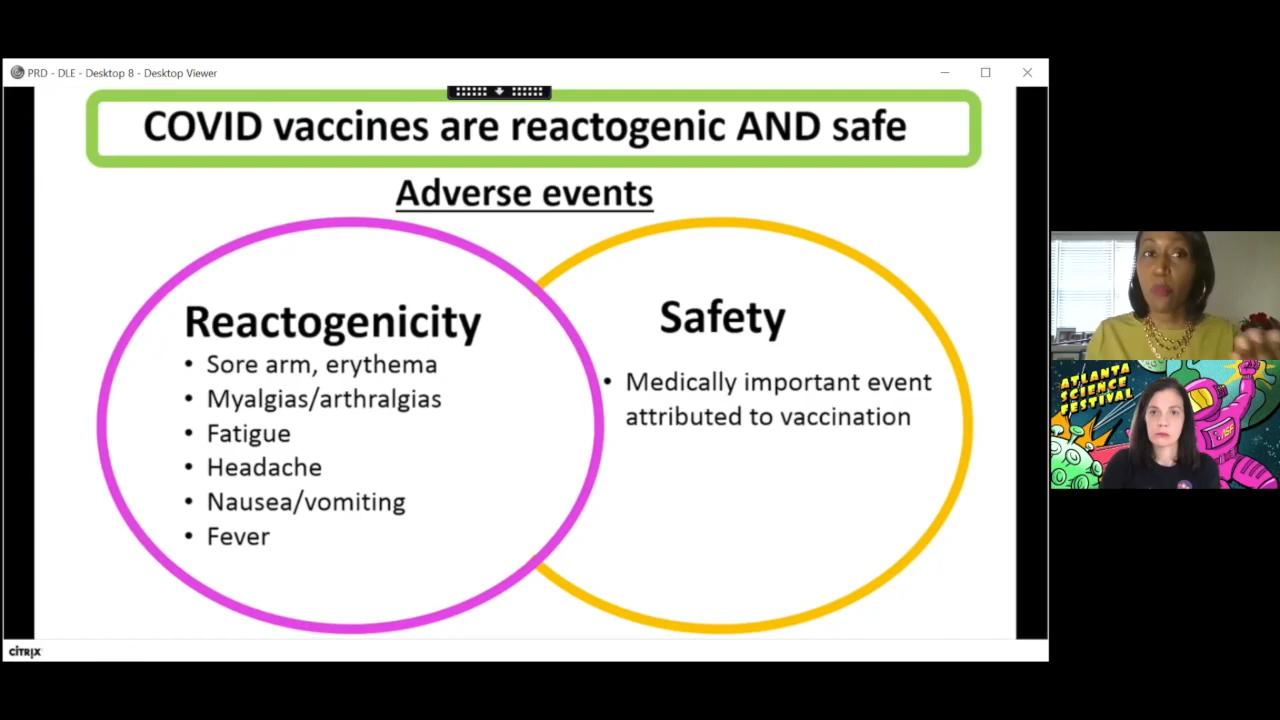 PRD - DLE - Desktop 8 - Desktop Viewer
COVID vaccines are reactogenic AND safe
Adverse events
Reactogenicity
• Sore arm, erythema
• Myalgias/arthralgias
• Fatigue
• Headache
• Nausea/vomiting
• Fever
Safety
• Medically important event
attributed to vaccination
ATLANTA
SCIENCE
FESTIVAL
ASF
CITRIX